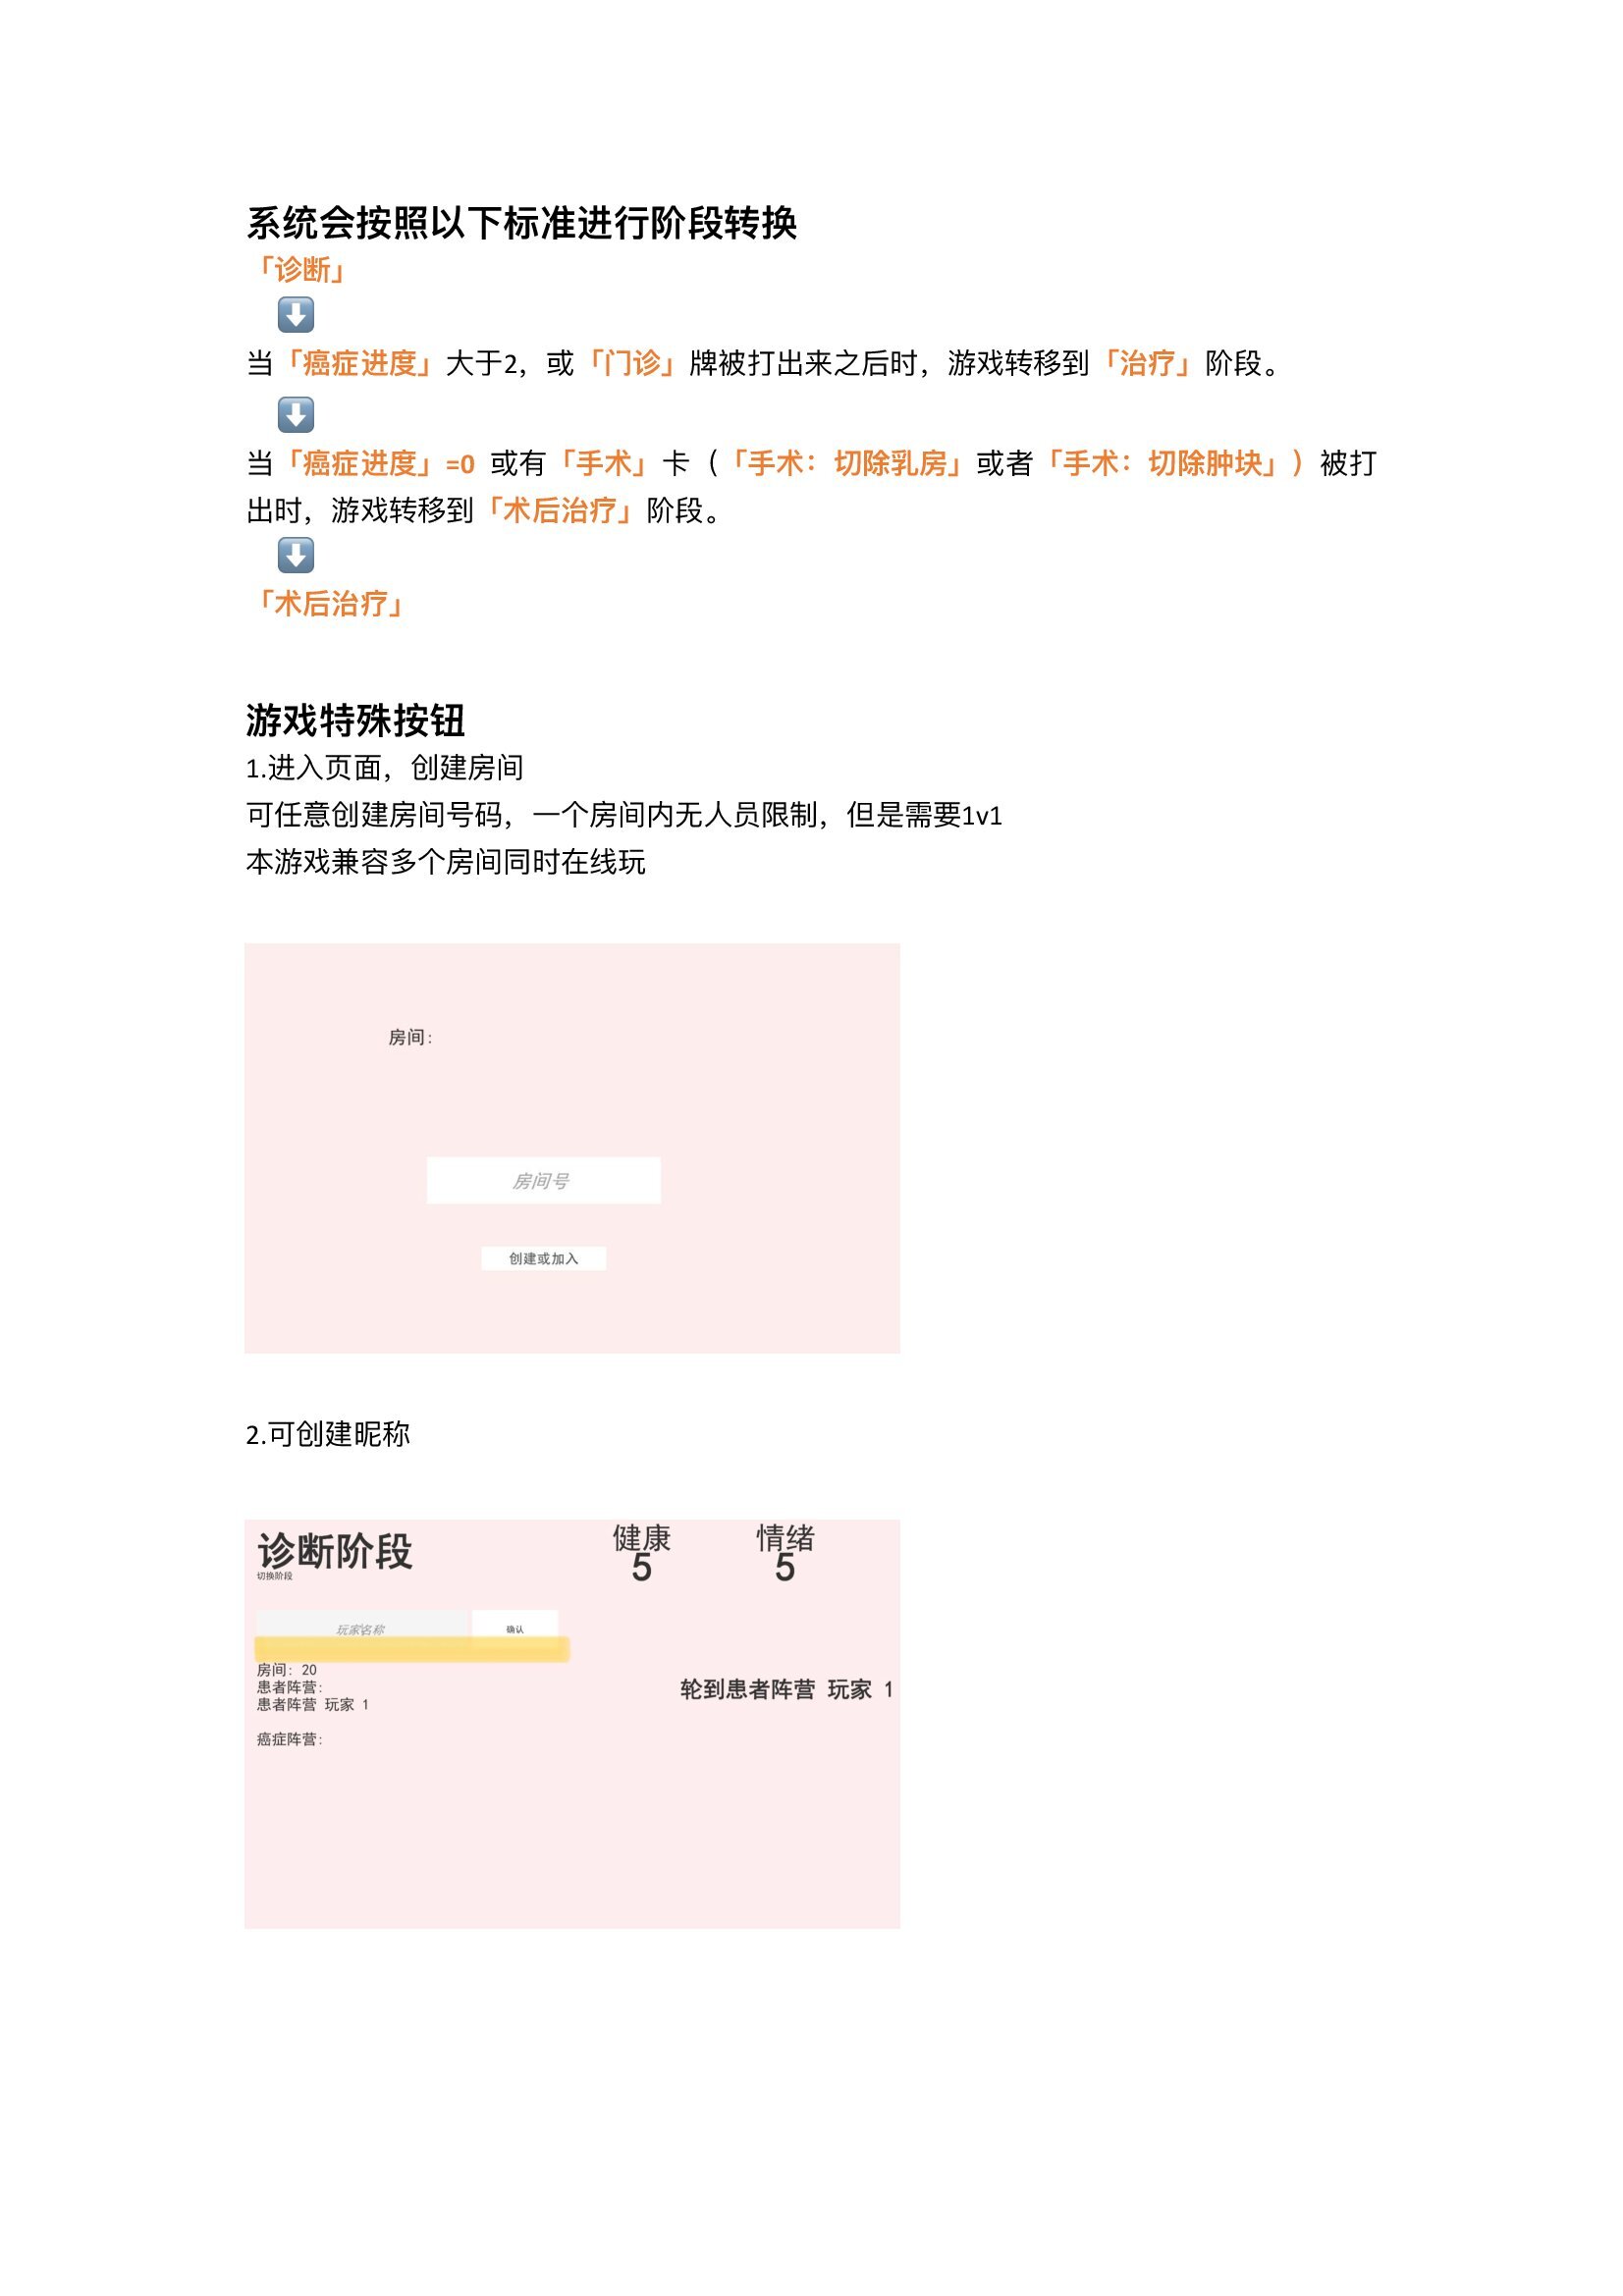 系统会按照以下标准进行阶段转换
「诊断」
当「癌症进度」大于2，或「门诊」牌被打出来之后时，游戏转移到「治疗」阶段。
当「癌症进度」=0 或有「手术」卡（「手术：切除乳房」或者「手术：切除肿块」）被打
出时，游戏转移到「术后治疗」阶段。
「术后治疗」
游戏特殊按钮
1.进入页面，创建房间
可任意创建房间号码，一个房间内无人员限制，但是需要1v1
本游戏兼容多个房间同时在线玩
房间：
房间号
创建或加入
2.可创建昵称
诊断阶段
切换阶段
健康
5
情绪
5
玩家名称
确认
房间：20
患者阵营：
患者阵营 玩家 1
轮到患者阵营 玩家 1
癌症阵营：